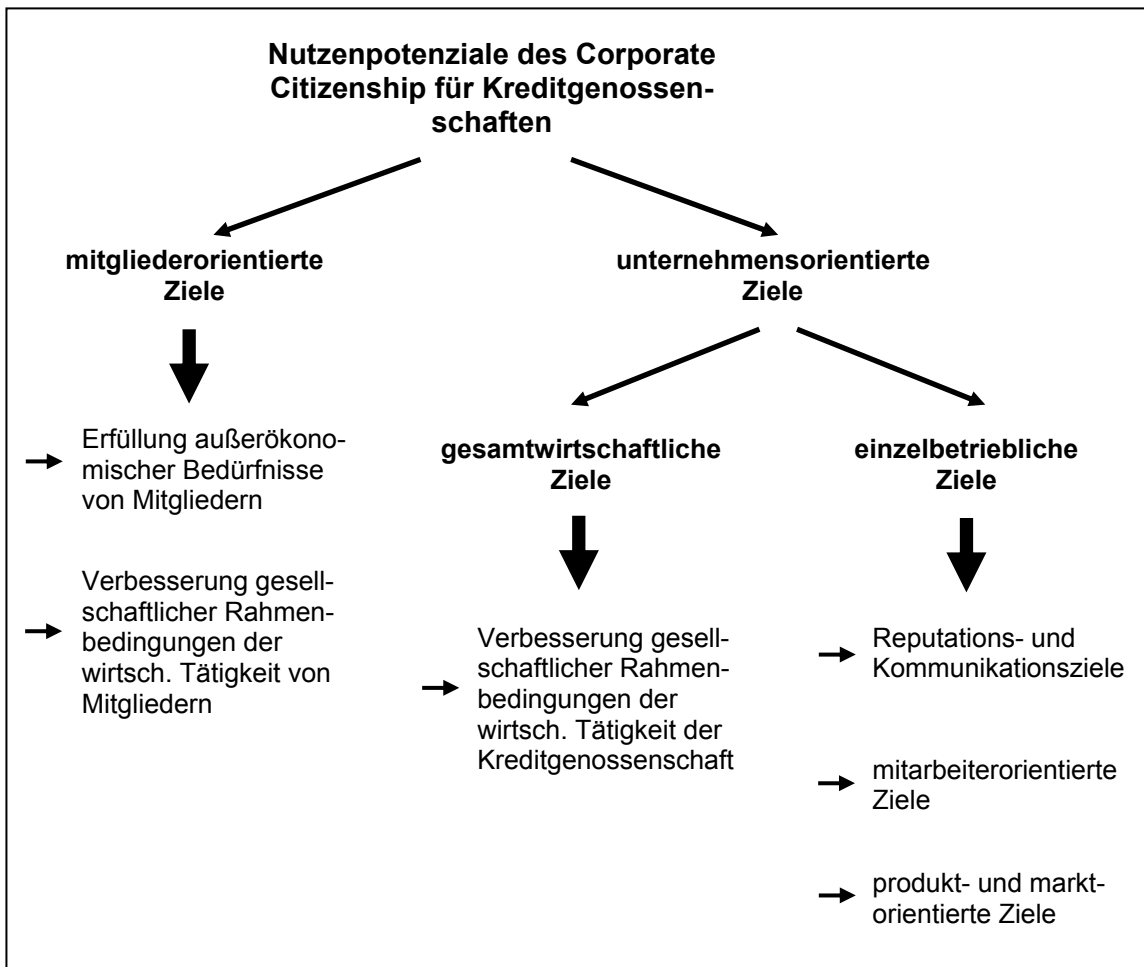 Nutzenpotenziale des Corporate
Citizenship für Kreditgenossen-
schaften
mitgliederorientierte
Ziele
unternehmensorientierte
Ziele
Erfüllung außerökono-
mischer Bedürfnisse
von Mitgliedern
Verbesserung gesell-
schaftlicher Rahmen-
bedingungen der
wirtsch. Tätigkeit von
Mitgliedern
gesamtwirtschaftliche
Ziele
Verbesserung gesell-
schaftlicher Rahmen-
bedingungen der
wirtsch. Tätigkeit der
Kreditgenossenschaft
einzelbetriebliche
Ziele
Reputations- und
Kommunikationsziele
mitarbeiterorientierte
Ziele
produkt- und markt-
orientierte Ziele